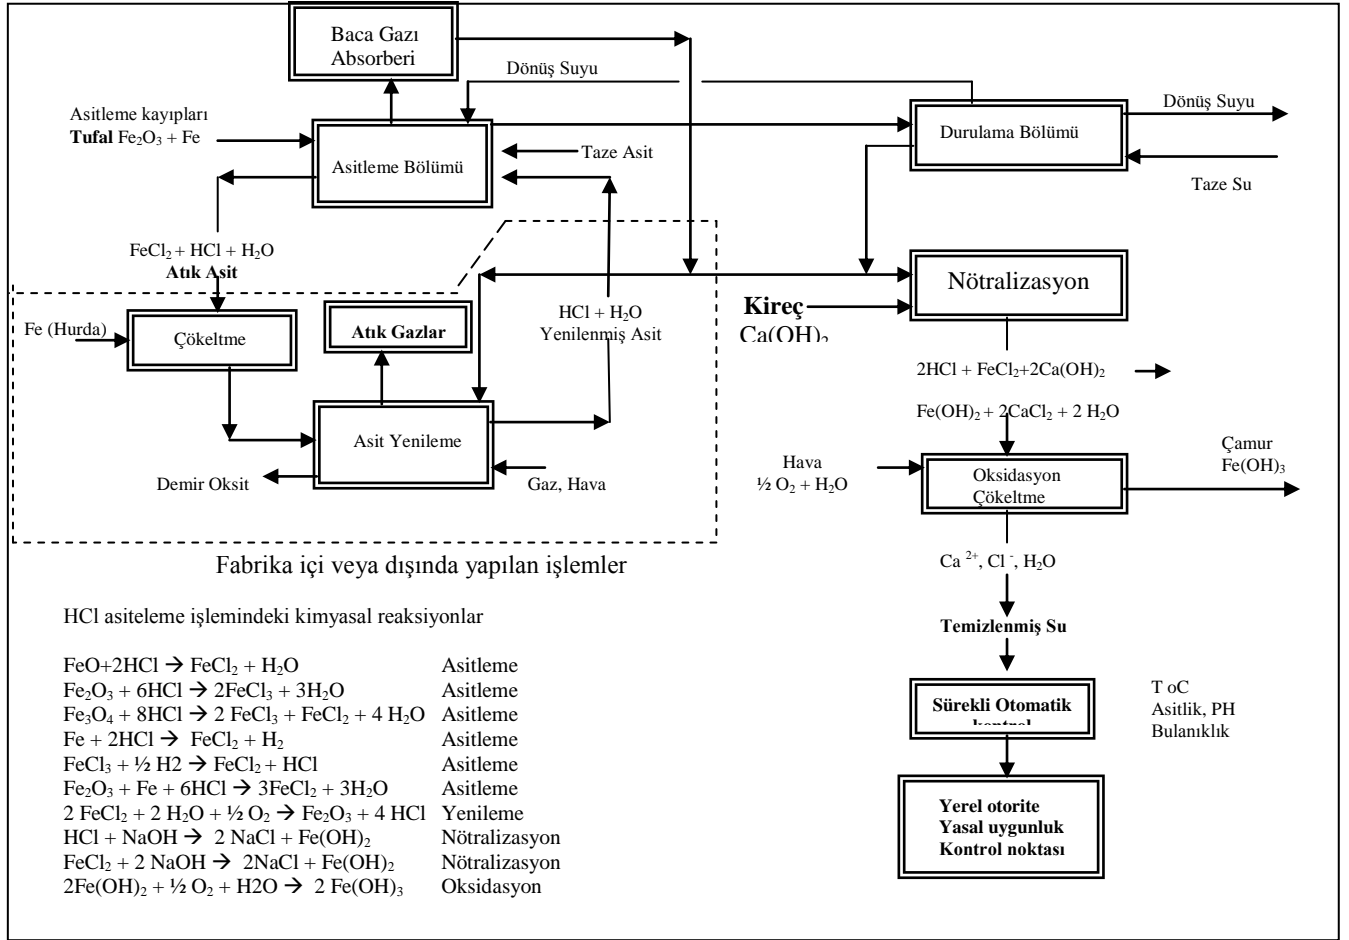 Baca Gazı
Absorberi
Dönüş Suyu
Asitleme kayıpları
Tufal Fe₂O₃ + Fe
Asitleme Bölümü
Taze Asit
Durulama Bölümü
Dönüş Suyu
Taze Su
FeCl₂ + HCl + H₂O
Atık Asit
Fe (Hurda)
Çökeltme
Atık Gazlar
HCl + H₂O
Yenilenmiş Asit
Kireç
Ca(OH)₂
Nötralizasyon
2HCl + FeCl₂+2Ca(OH)₂
Fe(OH)₂ + 2CaCl₂ + 2 H₂O
Asit Yenileme
Demir Oksit
Gaz, Hava
Hava
½ O₂ + H₂O
Oksidasyon
Çökeltme
Çamur
Fe(OH)₃
Fabrika içi veya dışında yapılan işlemler
Ca ²⁺, Cl ⁻, H₂O
Temizlenmiş Su
Sürekli Otomatik
kontrol
T oC
Asitlik, PH
Bulanıklık
Yerel otorite
Yasal uygunluk
Kontrol noktası
HCl asiteleme işlemindeki kimyasal reaksiyonlar
FeO+2HCl → FeCl₂ + H₂O Asitleme
Fe₂O₃ + 6HCl → 2FeCl₃ + 3H₂O Asitleme
Fe₃O₄ + 8HCl → 2 FeCl₃ + FeCl₂ + 4 H₂O Asitleme
Fe + 2HCl → FeCl₂ + H₂ Asitleme
FeCl₃ + ½ H2 → FeCl₂ + HCl Asitleme
Fe₂O₃ + Fe + 6HCl → 3FeCl₂ + 3H₂O Asitleme
2 FeCl₂ + 2 H₂O + ½ O₂ → Fe₂O₃ + 4 HCl Yenileme
HCl + NaOH → 2 NaCl + Fe(OH)₂ Nötralizasyon
FeCl₂ + 2 NaOH → 2NaCl + Fe(OH)₂ Nötralizasyon
2Fe(OH)₂ + ½ O₂ + H2O → 2 Fe(OH)₃ Oksidasyon